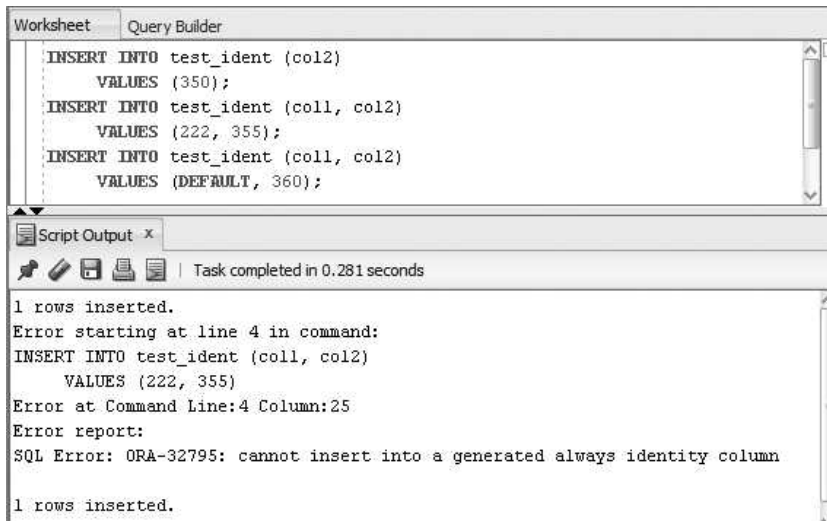 Worksheet Query Builder
INSERT INTO test_ident (col2)
VALUES (350);
INSERT INTO test_ident (col1, col2)
VALUES (222, 355);
INSERT INTO test_ident (col1, col2)
VALUES (DEFAULT, 360);
Script Output x
Task completed in 0.281 seconds
1 rows inserted.
Error starting at line 4 in command:
INSERT INTO test_ident (col1, col2)
VALUES (222, 355)
Error at Command Line:4 Column:25
Error report:
SQL Error: ORA-32795: cannot insert into a generated always identity column
1 rows inserted.